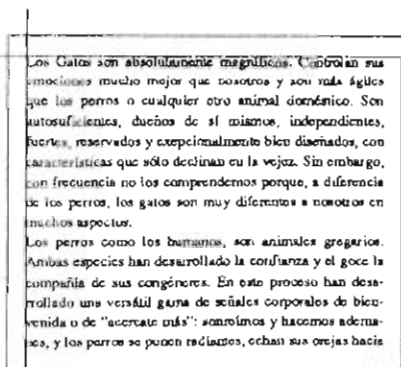 Los Gatos son absolutamente magníficos. Controlan sus
emociones mucho mejor que nosotros y son más ágiles
que los perros o cualquier otro animal doméstico. Son
autosuficientes, dueños de sí mismos, independientes,
fuertes, reservados y excepcionalmente bien diseñados, con
características que sólo declinan en la vejez. Sin embargo,
con frecuencia no los comprendemos porque, a diferencia
de los perros, los gatos son muy diferentes a nosotros en
muchos aspectos.
Los perros como los humanos, son animales gregarios.
Ambas especies han desarrollado la confianza y el goce la
compañía de sus congéneres. En este proceso han desa-
rrollado una versátil gama de señales corporales de bien-
venida o de "acercate más": sonreímos y hacemos adema-
nes, y los perros se ponen radiantes, echan sus orejas hacia